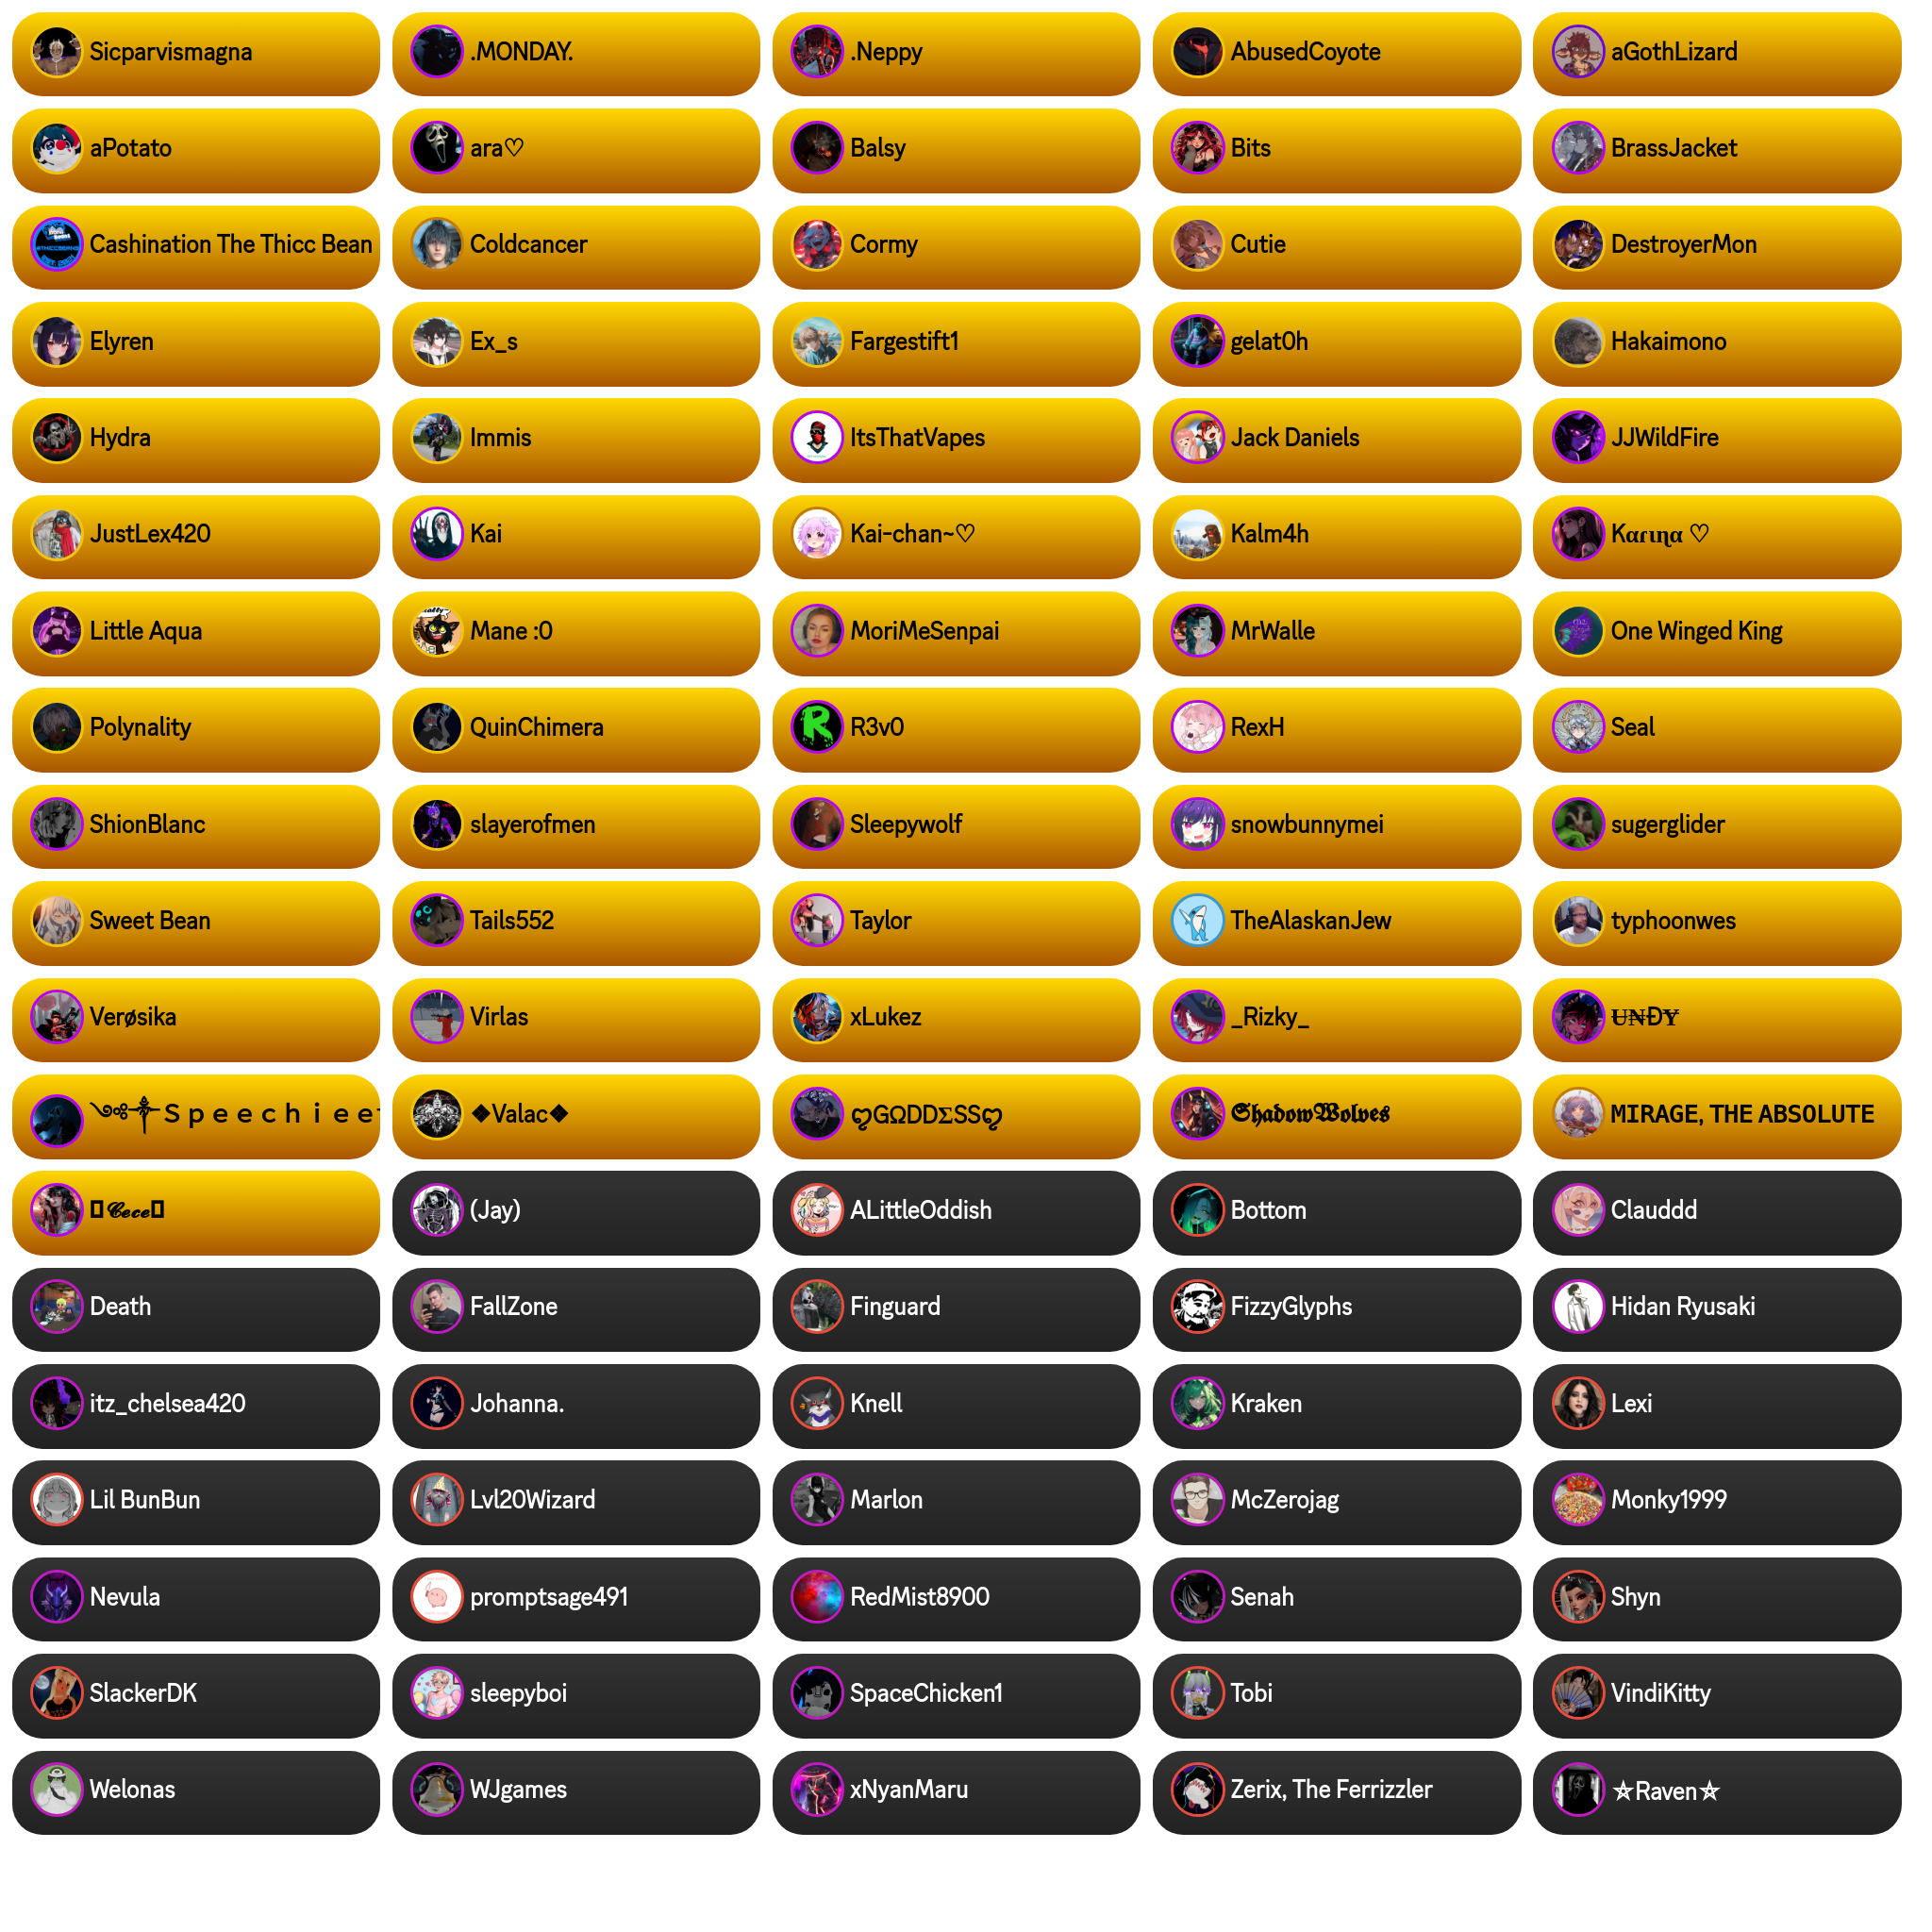 Sicparvismagna
.MONDAY.
.Neppy
AbusedCoyote
aGothLizard
aPotato
ara♡
Balsy
Bits
BrassJacket
Cashination The Thicc Bean
Coldcancer
Cormy
Cutie
DestroyerMon
Elyren
Ex_s
Fargestift1
gelat0h
Hakaimono
Hydra
Immis
ItsThatVapes
Jack Daniels
JJWildFire
JustLex420
Kai
Kai-chan~♡
Kalm4h
Kαɾιɳα ♡
Little Aqua
Mane :0
MoriMeSenpai
MrWalle
One Winged King
Polynality
QuinChimera
R3v0
RexH
Seal
ShionBlanc
slayerofmen
Sleepywolf
snowbunnymei
sugerglider
Sweet Bean
Tails552
Taylor
TheAlaskanJew
typhoonwes
Verøsika
Virlas
xLukez
_Rizky_
U̶N̶ĐY̶
༺༒Ｓｐｅｅｃｈｉｅｅ
❖Valac❖
ღGΩDDΣSSღ
𝕾𝖍𝖆𝖉𝖔𝖜𝖂𝖔𝖑𝖛𝖊𝖘
𝗠𝗜𝗥𝗔𝗚𝗘, 𝗧𝗛𝗘 𝗔𝗕𝗦𝗢𝗟𝗨𝗧𝗘
𝓒𝓮𝓬𝓮
(Jay)
ALittleOddish
Bottom
Clauddd
Death
FallZone
Finguard
FizzyGlyphs
Hidan Ryusaki
itz_chelsea420
Johanna.
Knell
Kraken
Lexi
Lil BunBun
Lvl20Wizard
Marlon
McZerojag
Monky1999
Nevula
promptsage491
RedMist8900
Senah
Shyn
SlackerDK
sleepyboi
SpaceChicken1
Tobi
VindiKitty
Welonas
WJgames
xNyanMaru
Zerix, The Ferrizzler
⛤Raven⛤